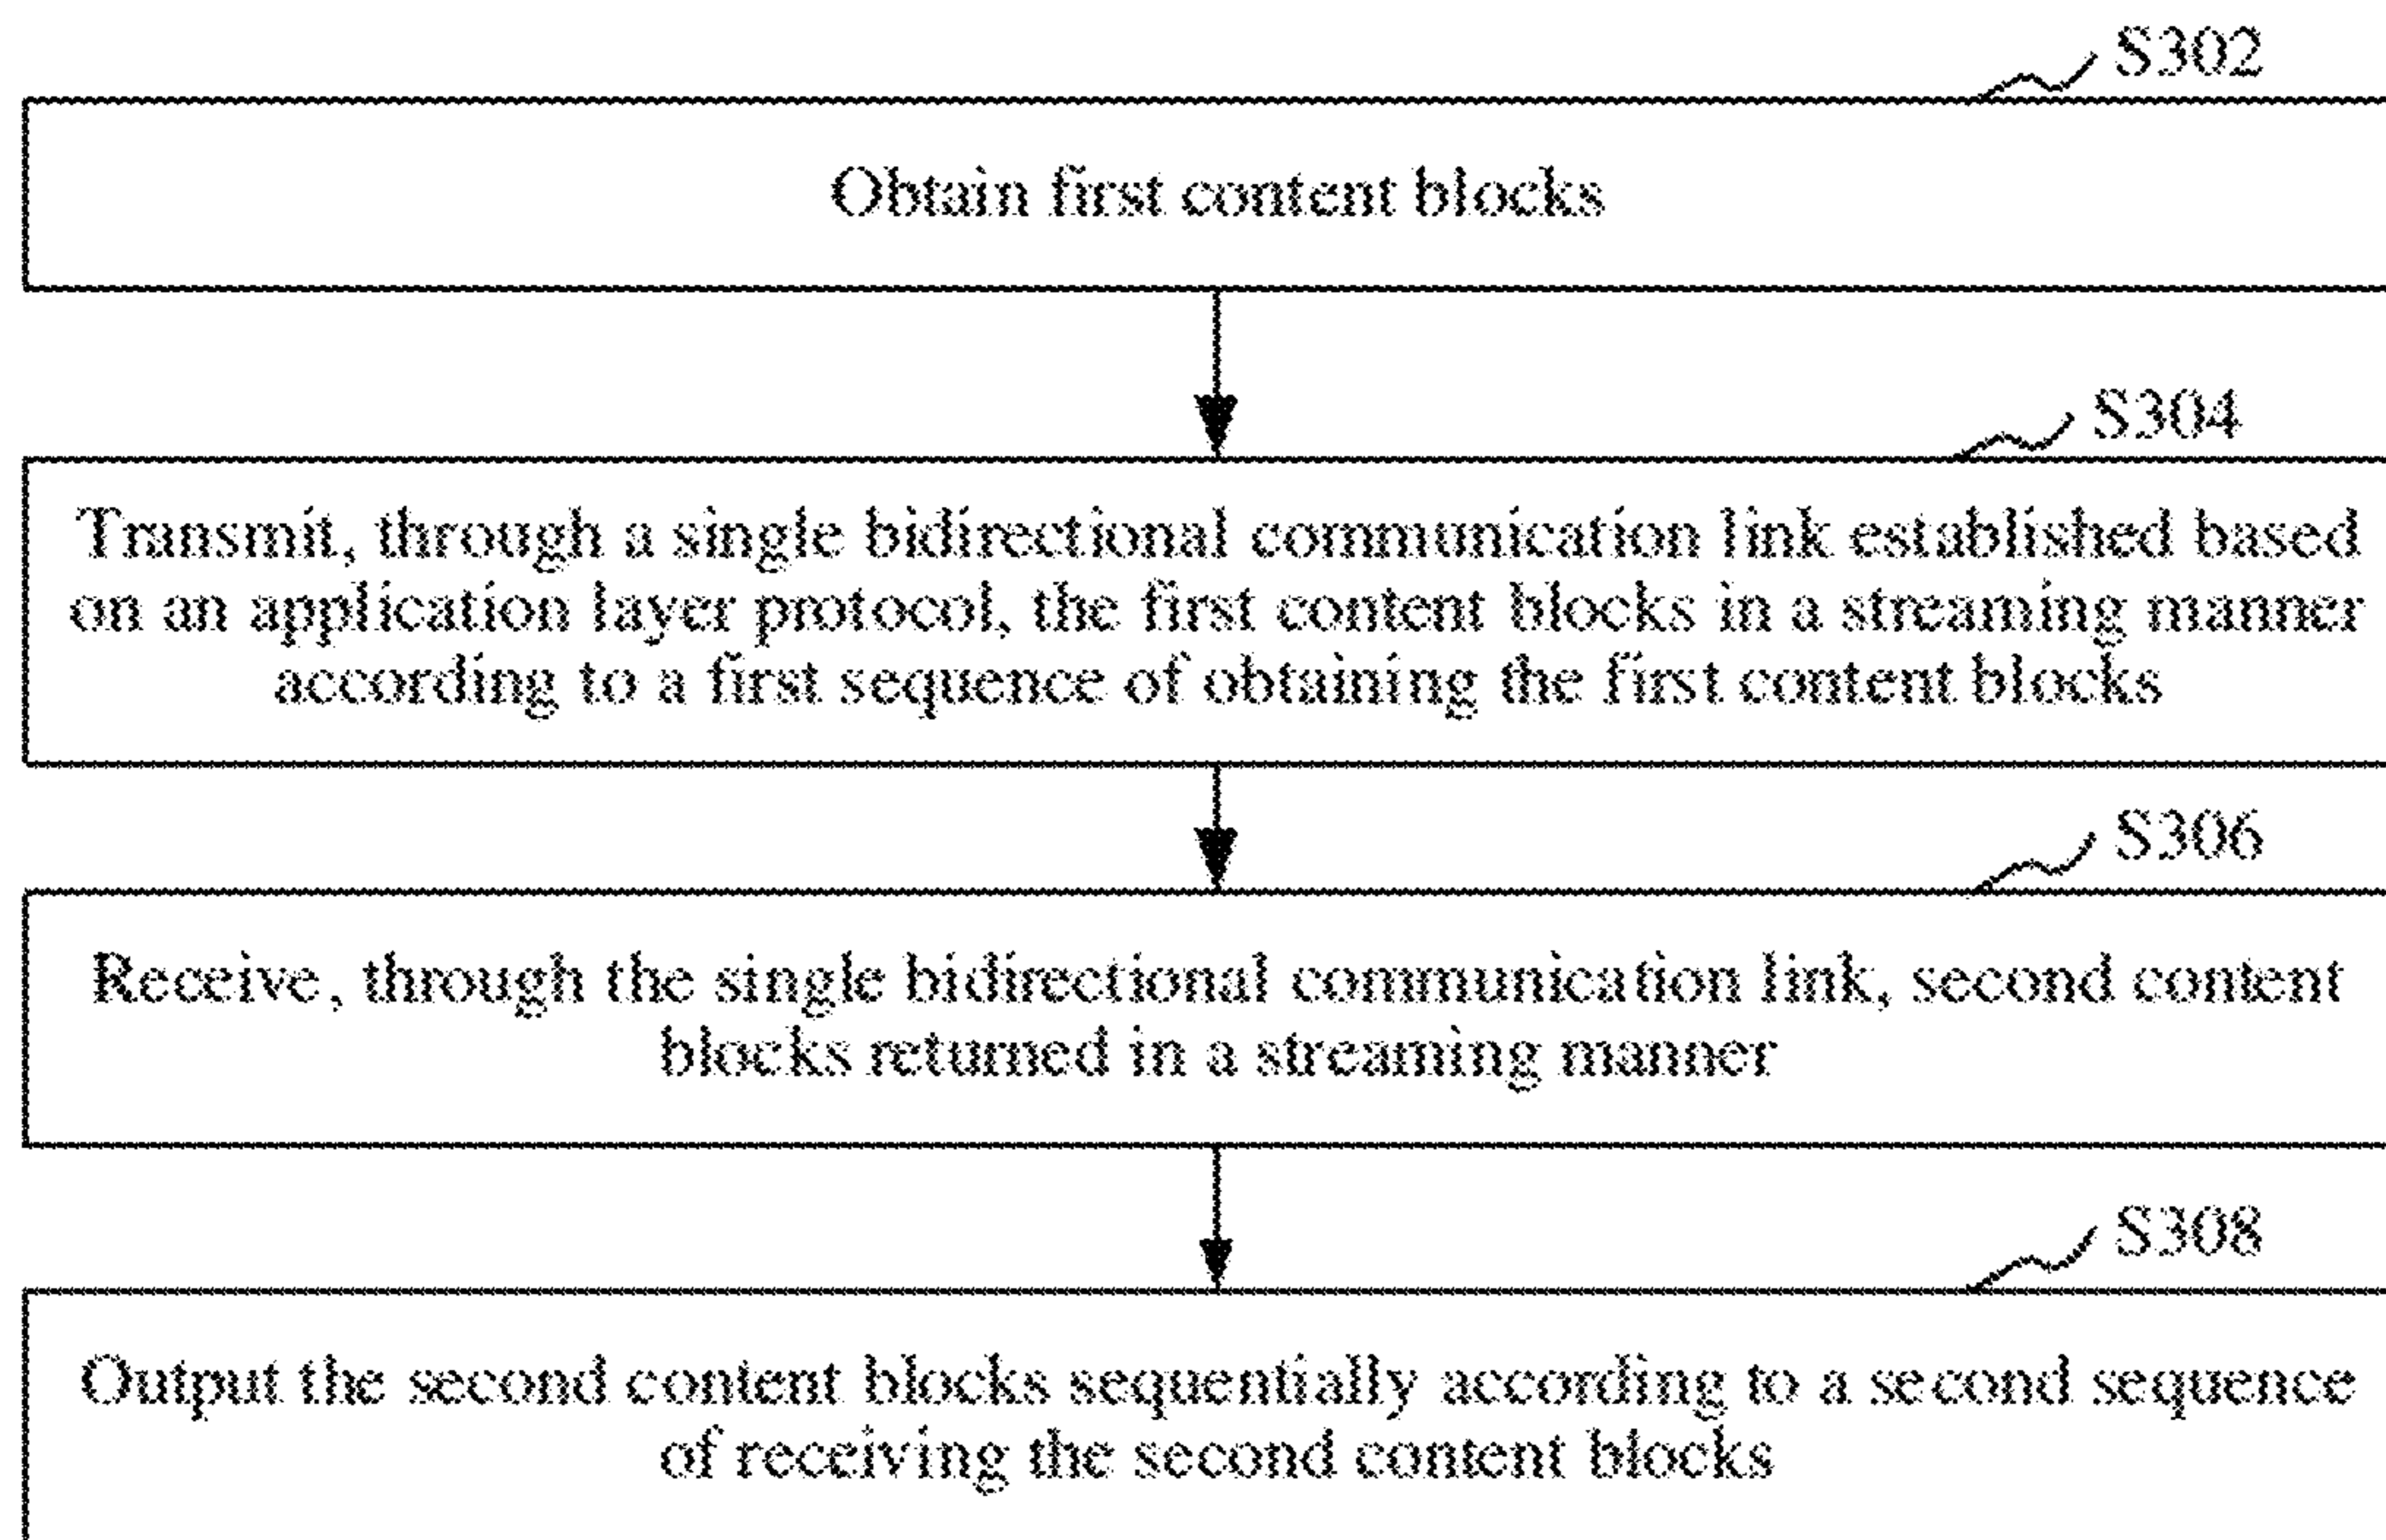 S302
Obtain first content blocks
S304
Transmit, through a single bidirectional communication link established based
on an application layer protocol, the first content blocks in a streaming manner
according to a first sequence of obtaining the first content blocks
S306
Receive, through the single bidirectional communication link, second content
blocks returned in a streaming manner
S308
Output the second content blocks sequentially according to a second sequence
of receiving the second content blocks